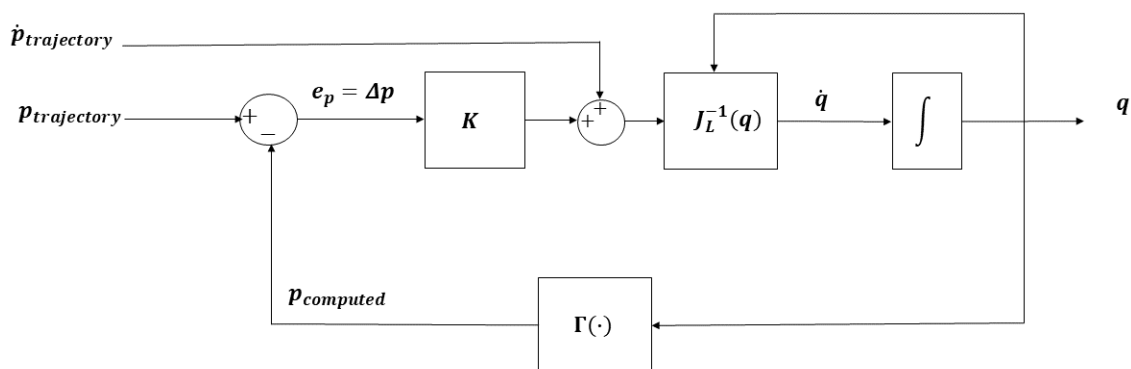 ṗ_trajectory
e_p = Δp
p_trajectory
+
−
K
+
+
J_L^{-1}(q)
q̇
∫
q
p_computed
Γ(·)